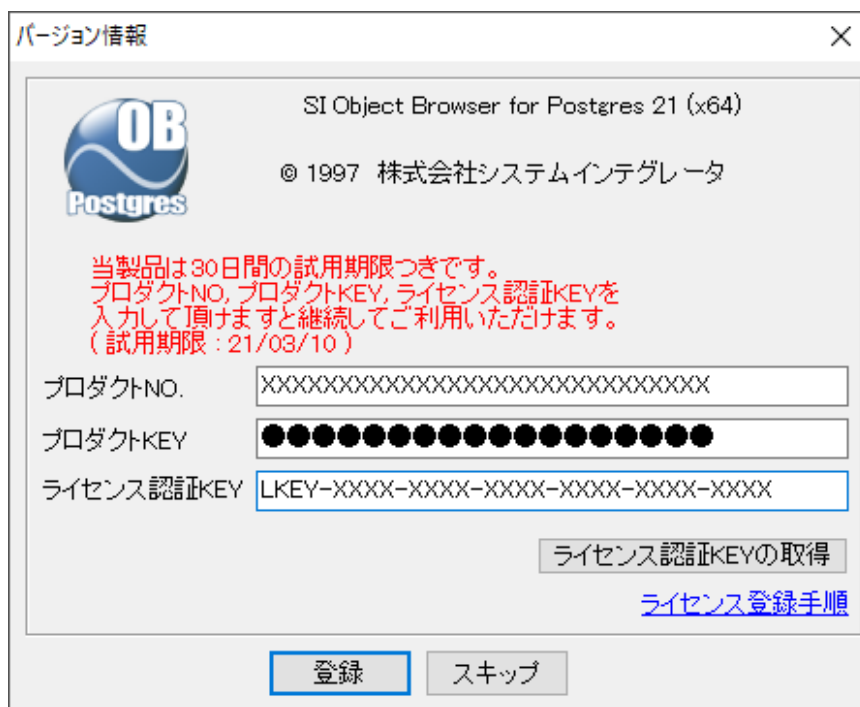 バージョン情報
OB
Postgres
SI Object Browser for Postgres 21 (x64)
© 1997 株式会社システムインテグレータ
当製品は30日間の試用期限つきです。
プロダクトNO, プロダクトKEY, ライセンス認証KEYを
入力して頂けますと継続してご利用いただけます。
( 試用期限 : 21/03/10 )
プロダクトNO. XXXXXXXXXXXXXXXXXXXXXXXXXXXXX
プロダクトKEY ●●●●●●●●●●●●●●●●●●
ライセンス認証KEY LKEY-XXXX-XXXX-XXXX-XXXX-XXXX-XXXX
ライセンス認証KEYの取得
ライセンス登録手順
登録 スキップ